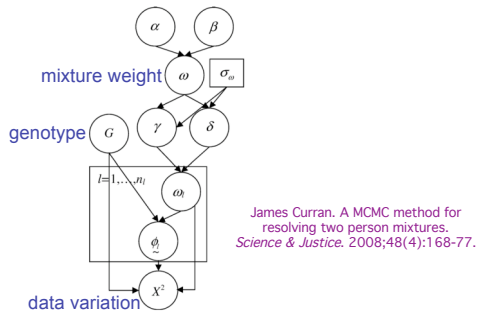 α β
mixture weight ω σω
γ δ
genotype G
l=1,...,nl
ωl
James Curran. A MCMC method for
resolving two person mixtures.
Science & Justice. 2008;48(4):168-77.
ϕl
~
X²
data variation